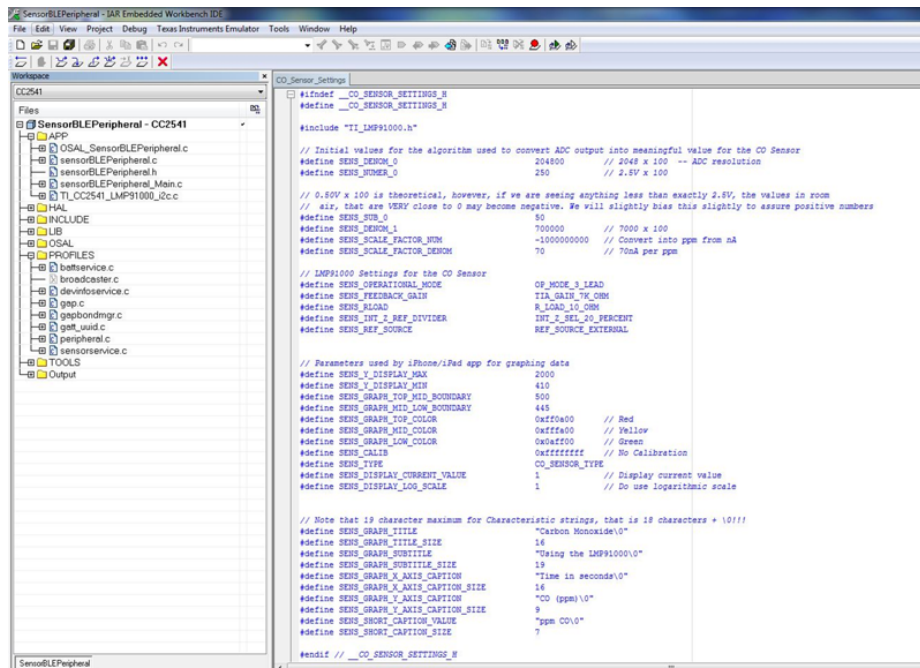 SensorBLEPeripheral - IAR Embedded Workbench IDE
File Edit View Project Debug Texas Instruments Emulator Tools Window Help
Workspace
CC2541
Files
SensorBLEPeripheral - CC2541
APP
OSAL_SensorBLEPeripheral.c
sensorBLEPeripheral.c
sensorBLEPeripheral.h
sensorBLEPeripheral_Main.c
TI_CC2541_LMP91000_i2c.c
HAL
INCLUDE
LIB
OSAL
PROFILES
battservice.c
broadcaster.c
devinfoservice.c
gap.c
gapbondmgr.c
gatt_uuid.c
peripheral.c
sensorservice.c
TOOLS
Output
SensorBLEPeripheral
CO_Sensor_Settings
#ifndef __CO_SENSOR_SETTINGS_H
#define __CO_SENSOR_SETTINGS_H
#include "TI_LMP91000.h"
// Initial values for the algorithm used to convert ADC output into meaningful value for the CO Sensor
#define SENS_DENOM_0 204800 // 2048 x 100 -- ADC resolution
#define SENS_NUMER_0 250 // 2.5V x 100
// 0.50V x 100 is theoretical, however, if we are seeing anything less than exactly 2.5V, the values in room
// air, that are VERY close to 0 may become negative. We will slightly bias this slightly to assure positive numbers
#define SENS_SUB_0 50
#define SENS_DENOM_1 700000 // 7000 x 100
#define SENS_SCALE_FACTOR_NUM -1000000000 // Convert into ppm from nA
#define SENS_SCALE_FACTOR_DENOM 70 // 70nA per ppm
// LMP91000 Settings for the CO Sensor
#define SENS_OPERATIONAL_MODE OP_MODE_3_LEAD
#define SENS_FEEDBACK_GAIN TIA_GAIN_7K_OHM
#define SENS_RLOAD R_LOAD_10_OHM
#define SENS_INT_Z_REF_DIVIDER INT_Z_SEL_20_PERCENT
#define SENS_REF_SOURCE REF_SOURCE_EXTERNAL
// Parameters used by iPhone/iPad app for graphing data
#define SENS_Y_DISPLAY_MAX 2000
#define SENS_Y_DISPLAY_MIN 410
#define SENS_GRAPH_TOP_MID_BOUNDARY 500
#define SENS_GRAPH_MID_LOW_BOUNDARY 445
#define SENS_GRAPH_TOP_COLOR 0xff0a00 // Red
#define SENS_GRAPH_MID_COLOR 0xfffa00 // Yellow
#define SENS_GRAPH_LOW_COLOR 0x0aff00 // Green
#define SENS_CALIB 0xffffffff // No Calibration
#define SENS_TYPE CO_SENSOR_TYPE
#define SENS_DISPLAY_CURRENT_VALUE 1 // Display current value
#define SENS_DISPLAY_LOG_SCALE 1 // Do use logarithmic scale
// Note that 19 character maximum for Characteristic strings, that is 18 characters + \0!!!
#define SENS_GRAPH_TITLE "Carbon Monoxide\0"
#define SENS_GRAPH_TITLE_SIZE 16
#define SENS_GRAPH_SUBTITLE "Using the LMP91000\0"
#define SENS_GRAPH_SUBTITLE_SIZE 19
#define SENS_GRAPH_X_AXIS_CAPTION "Time in seconds\0"
#define SENS_GRAPH_X_AXIS_CAPTION_SIZE 16
#define SENS_GRAPH_Y_AXIS_CAPTION "CO (ppm)\0"
#define SENS_GRAPH_Y_AXIS_CAPTION_SIZE 9
#define SENS_SHORT_CAPTION_VALUE "ppm CO\0"
#define SENS_SHORT_CAPTION_SIZE 7
#endif // __CO_SENSOR_SETTINGS_H